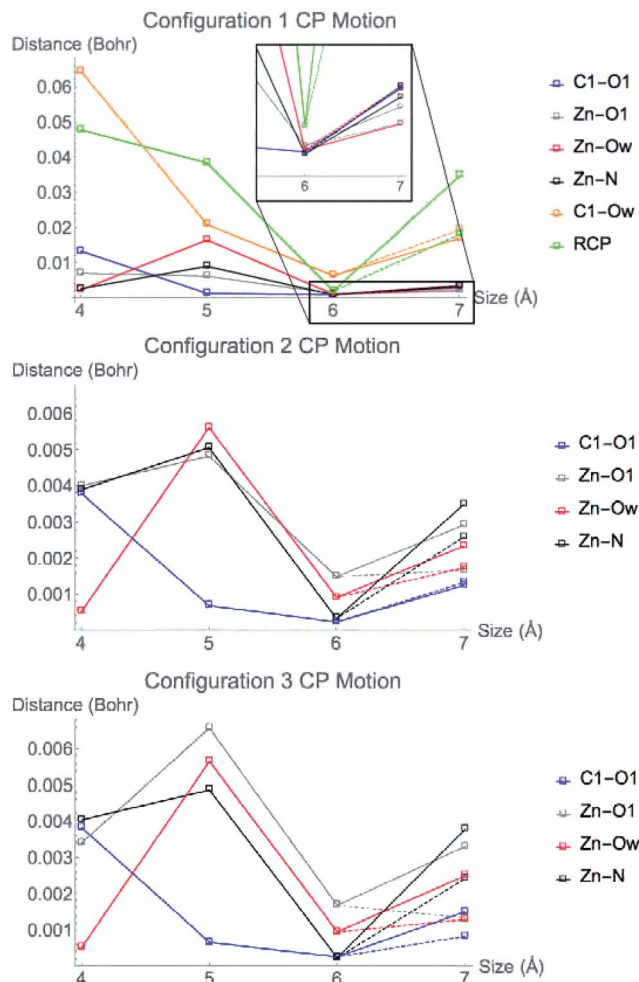 Configuration 1 CP Motion
Distance (Bohr)
0.06
0.05
0.04
0.03
0.02
0.01
4 5 6 7 Size (Å)
6 7
C1-O1
Zn-O1
Zn-Ow
Zn-N
C1-Ow
RCP
Configuration 2 CP Motion
Distance (Bohr)
0.006
0.005
0.004
0.003
0.002
0.001
4 5 6 7 Size (Å)
C1-O1
Zn-O1
Zn-Ow
Zn-N
Configuration 3 CP Motion
Distance (Bohr)
0.006
0.005
0.004
0.003
0.002
0.001
4 5 6 7 Size (Å)
C1-O1
Zn-O1
Zn-Ow
Zn-N